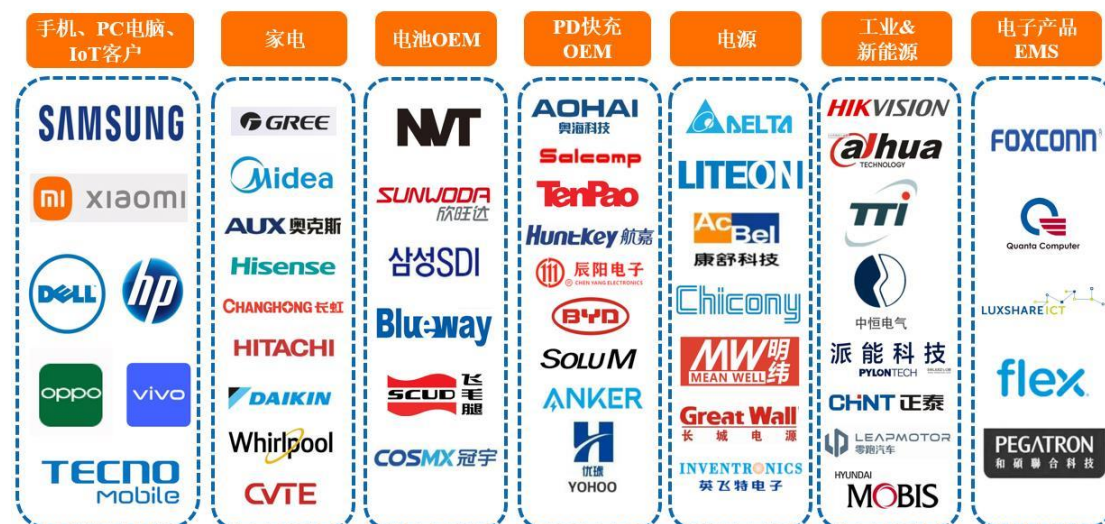 手机、PC电脑、
IoT客户
SAMSUNG
mi xiaomi
DELL
hp
oppo
vivo
TECNO
mobile
家电
GREE
Midea
AUX 奥克斯
Hisense
CHANGHONG 长虹
HITACHI
DAIKIN
Whirlpool
CVTE
电池OEM
NVT
SUNWODA
欣旺达
삼성SDI
Blueway
SCUD 飞毛腿
COSMX 冠宇
PD快充
OEM
AOHAI
奥海科技
Salcomp
TenPao
Huntkey 航嘉
辰阳电子
CHEN YANG ELECTRONICS
BYD
SOLUM
ANKER
优琥
YOHOO
电源
DELTA
LITEON
AcBel
康舒科技
Chicony
MW 明纬
MEAN WELL
Great Wall
长城电源
INVENTRONICS
英飞特电子
工业&
新能源
HIKVISION
alhua
TECHNOLOGY
TTI
中恒电气
派能科技
PYLONTECH
CHNT 正泰
LEAPMOTOR
零跑汽车
HYUNDAI
MOBIS
电子产品
EMS
FOXCONN
Quanta Computer
LUXSHARE ICT
flex
PEGATRON
和碩聯合科技